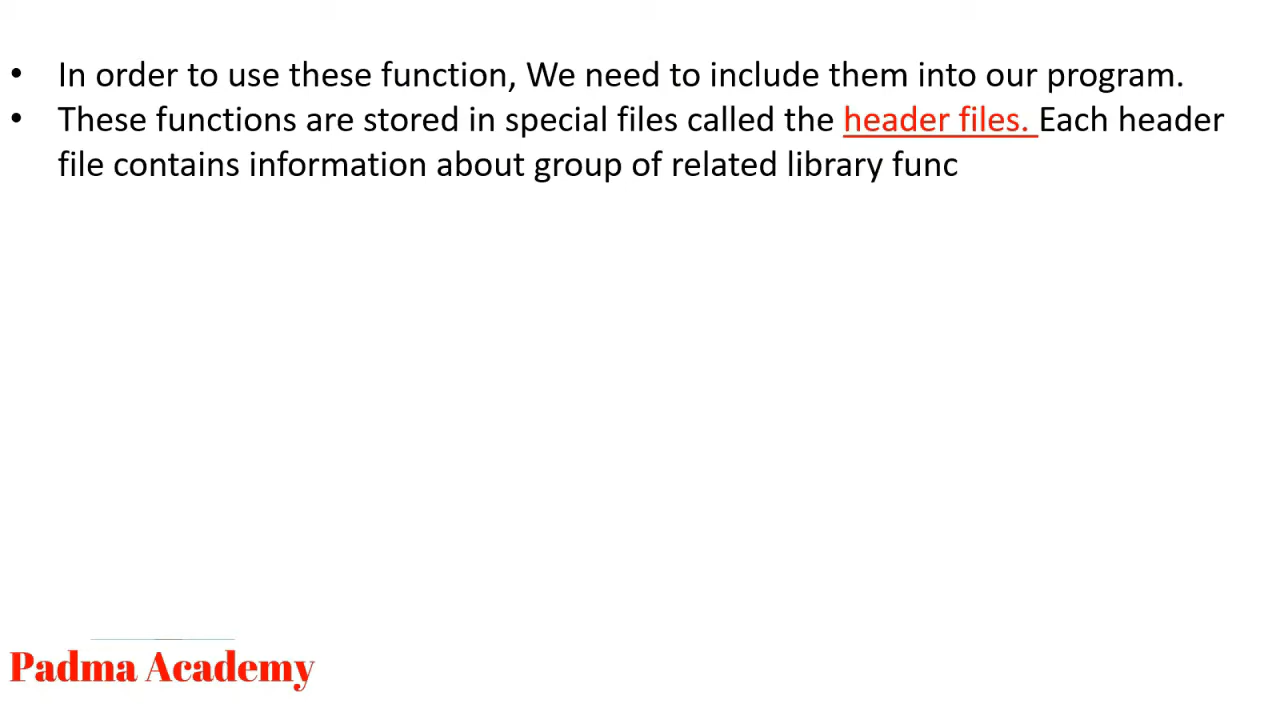 • In order to use these function, We need to include them into our program.
• These functions are stored in special files called the header files. Each header
file contains information about group of related library func
Padma Academy